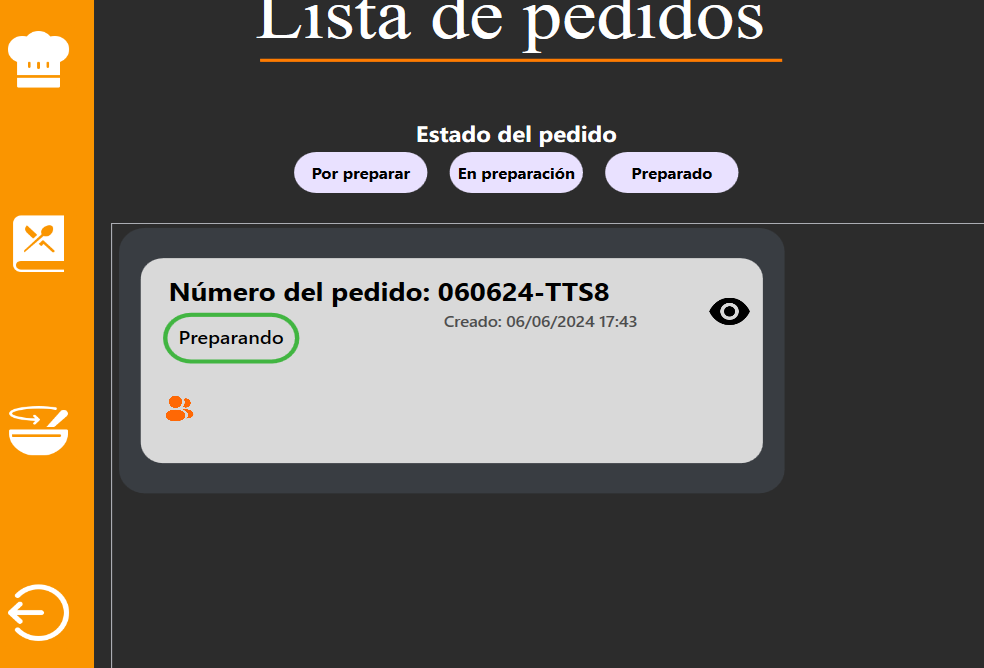 Lista de pedidos
Estado del pedido
Por preparar
En preparación
Preparado
Número del pedido: 060624-TTS8
Creado: 06/06/2024 17:43
Preparando